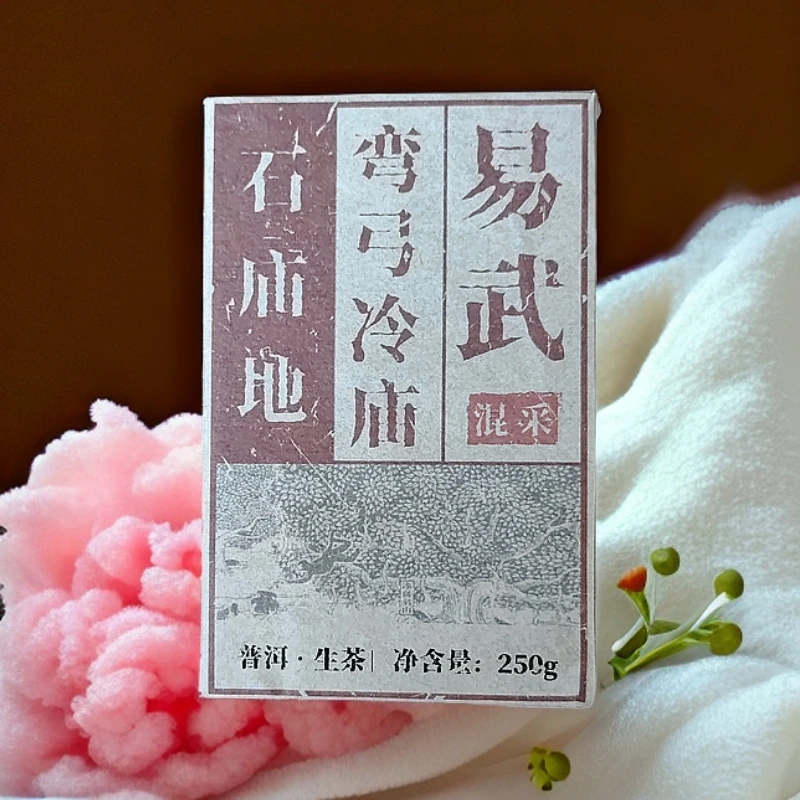 易武
混采
弯弓冷庙
石庙地
普洱·生茶| 净含量: 250g